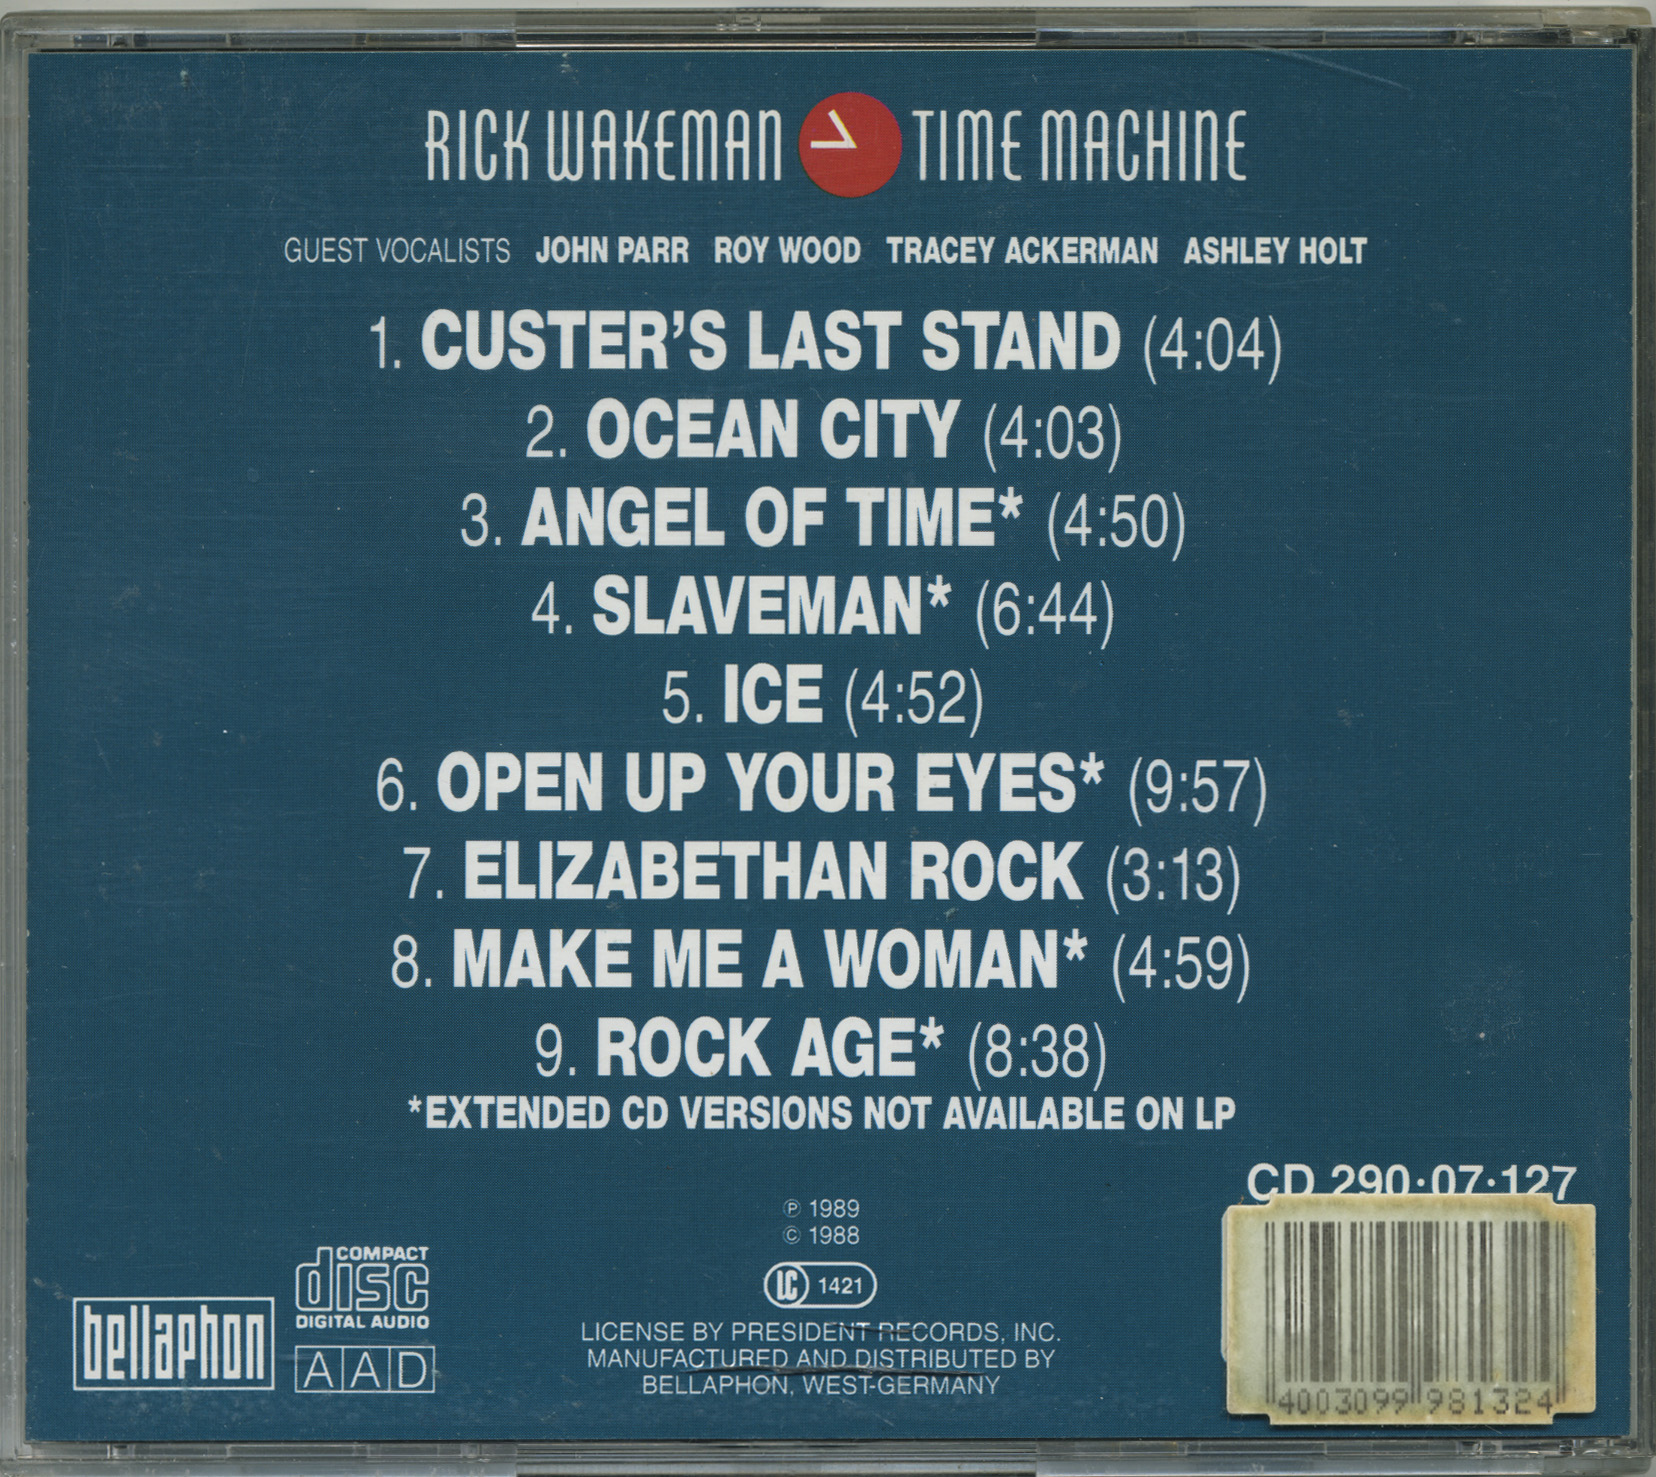 RICK WAKEMAN TIME MACHINE
GUEST VOCALISTS JOHN PARR ROY WOOD TRACEY ACKERMAN ASHLEY HOLT
1. CUSTER'S LAST STAND (4:04)
2. OCEAN CITY (4:03)
3. ANGEL OF TIME* (4:50)
4. SLAVEMAN* (6:44)
5. ICE (4:52)
6. OPEN UP YOUR EYES* (9:57)
7. ELIZABETHAN ROCK (3:13)
8. MAKE ME A WOMAN* (4:59)
9. ROCK AGE* (8:38)
*EXTENDED CD VERSIONS NOT AVAILABLE ON LP
CD 290·07·127
℗ 1989
© 1988
LC 1421
LICENSE BY PRESIDENT RECORDS, INC.
MANUFACTURED AND DISTRIBUTED BY
BELLAPHON, WEST-GERMANY
bellaphon
COMPACT
disc
DIGITAL AUDIO
AAD
4003099 981324